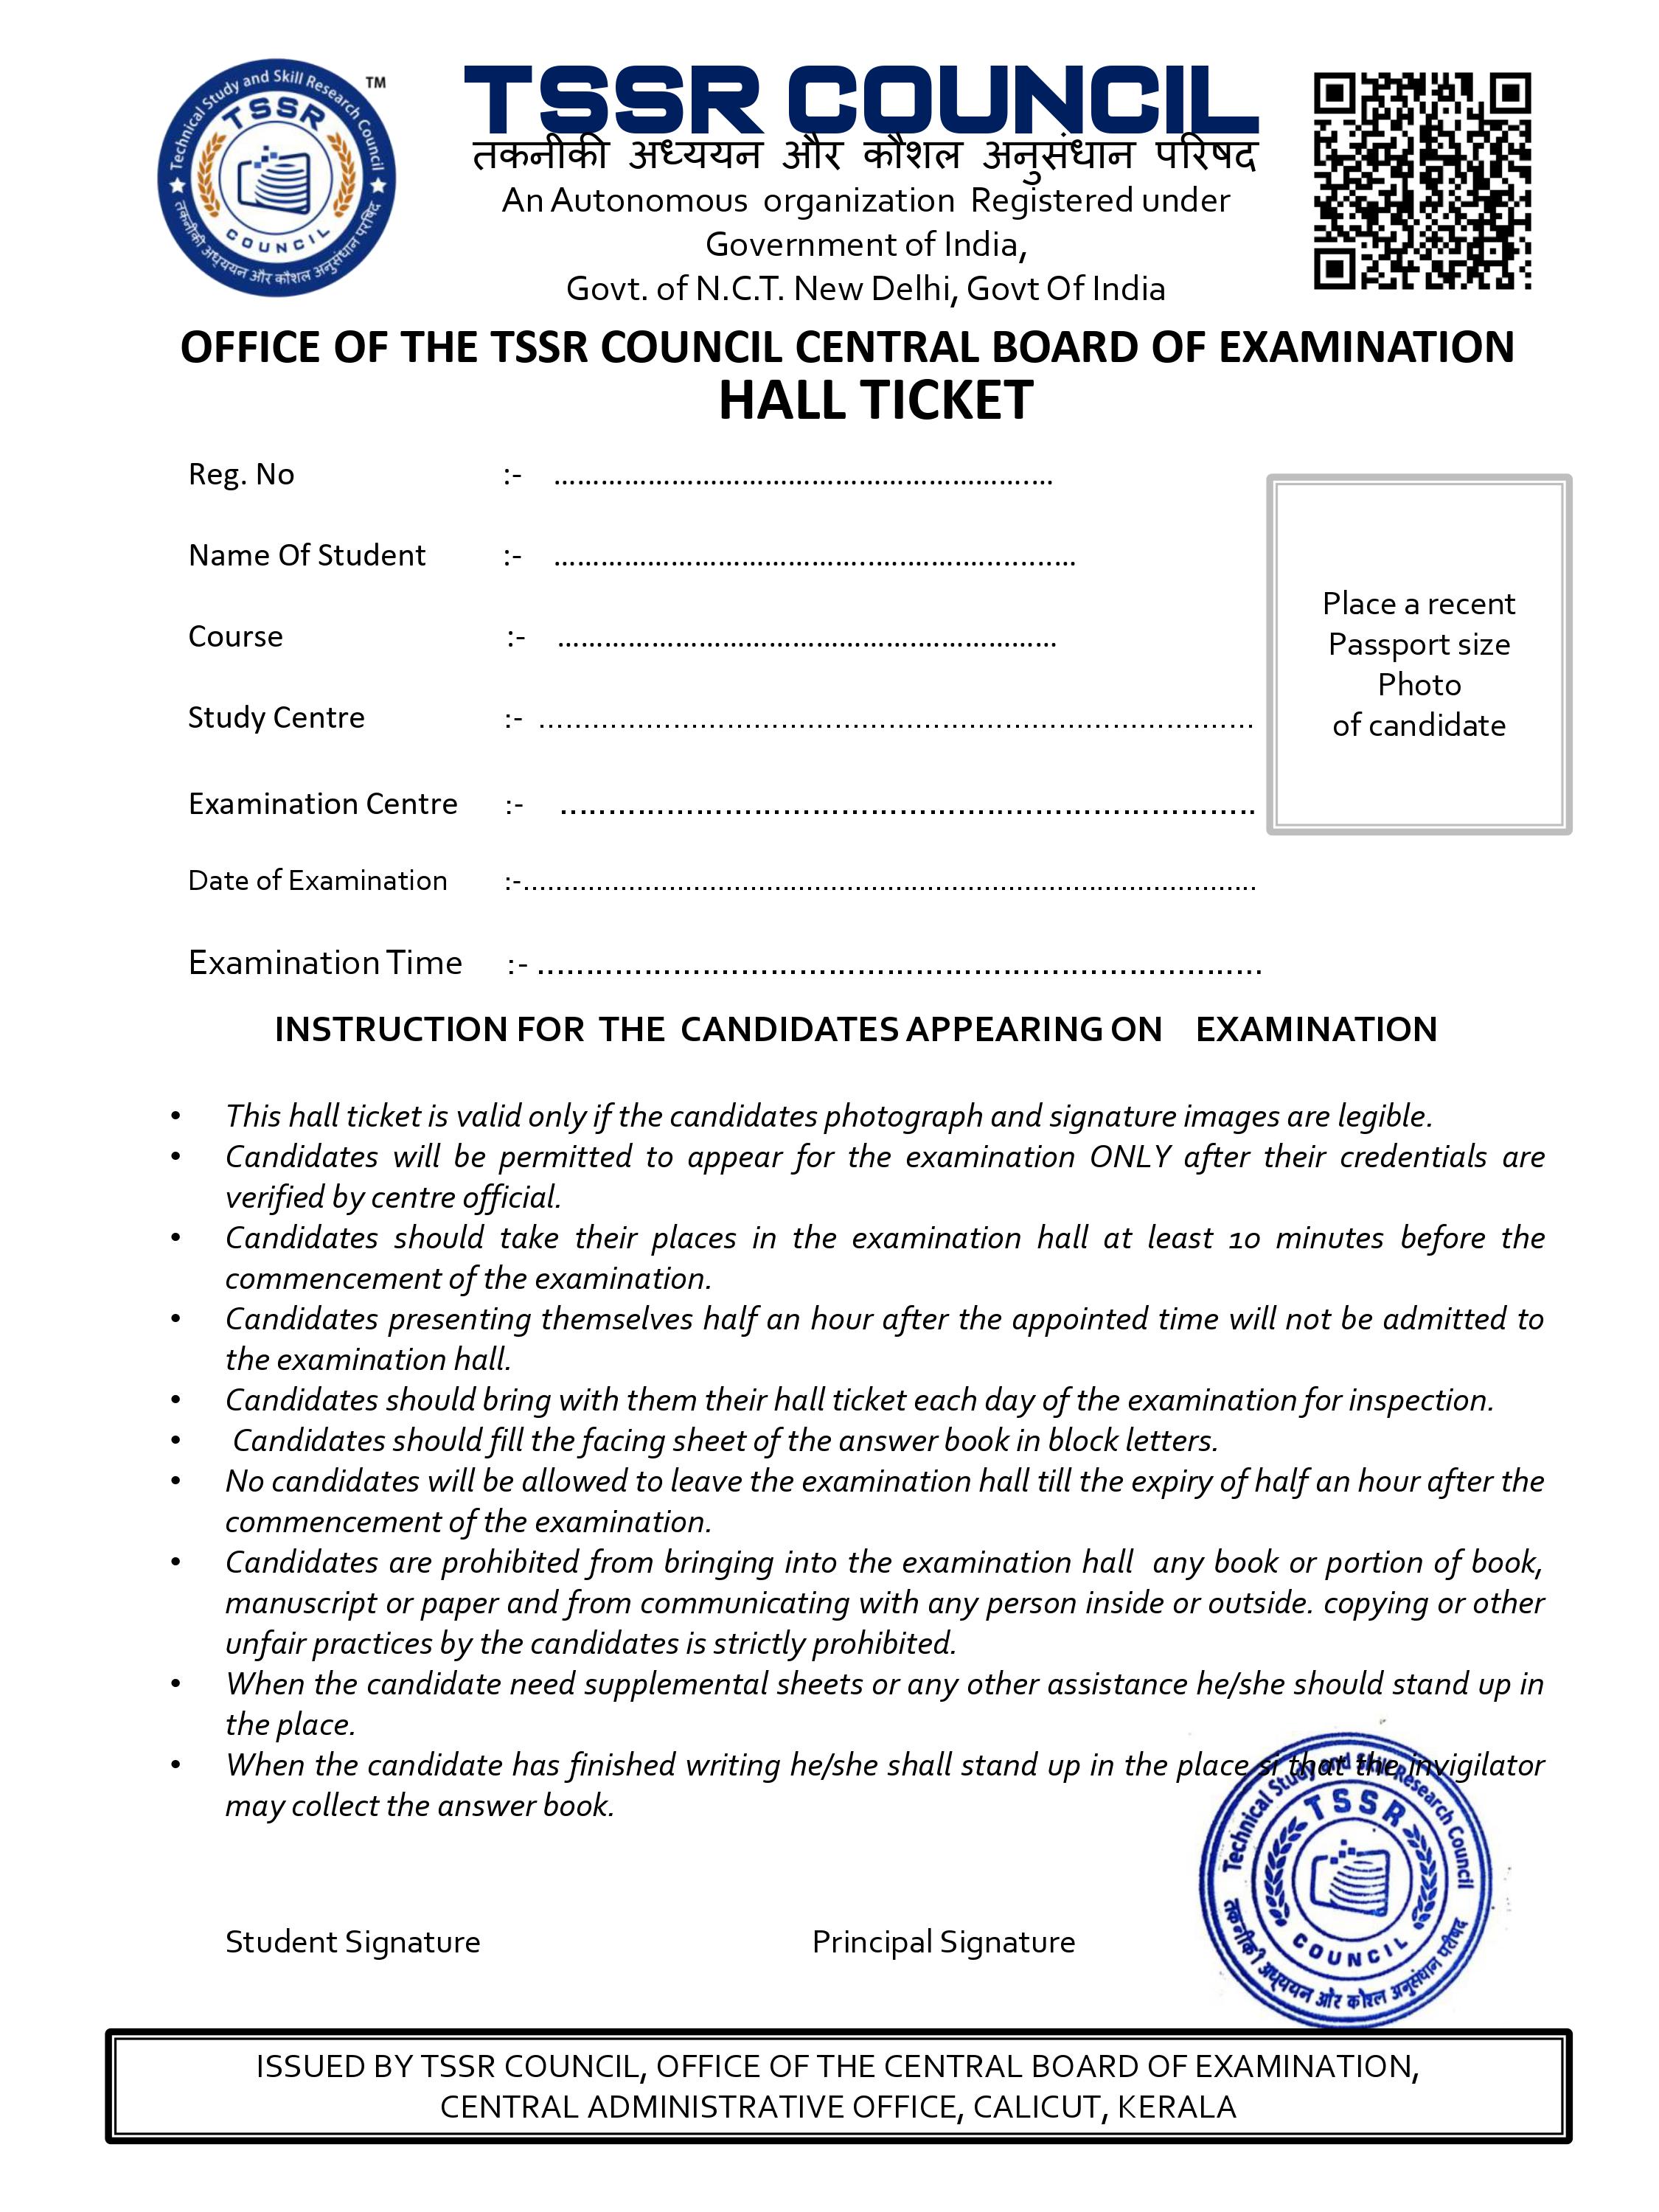 Technical Study and Skill Research Council
TSSR
COUNCIL
तकनीकी अध्ययन और कौशल अनुसंधान परिषद
TM
TSSR COUNCIL
तकनीकी अध्ययन और कौशल अनुसंधान परिषद
An Autonomous organization Registered under
Government of India,
Govt. of N.C.T. New Delhi, Govt Of India
OFFICE OF THE TSSR COUNCIL CENTRAL BOARD OF EXAMINATION
HALL TICKET
Reg. No :- ............................................................
Name Of Student :- ............................................................
Course :- ............................................................
Study Centre :- ............................................................
Examination Centre :- ............................................................
Date of Examination :-............................................................
Examination Time :- ............................................................
Place a recent
Passport size
Photo
of candidate
INSTRUCTION FOR THE CANDIDATES APPEARING ON EXAMINATION
• This hall ticket is valid only if the candidates photograph and signature images are legible.
• Candidates will be permitted to appear for the examination ONLY after their credentials are
verified by centre official.
• Candidates should take their places in the examination hall at least 10 minutes before the
commencement of the examination.
• Candidates presenting themselves half an hour after the appointed time will not be admitted to
the examination hall.
• Candidates should bring with them their hall ticket each day of the examination for inspection.
• Candidates should fill the facing sheet of the answer book in block letters.
• No candidates will be allowed to leave the examination hall till the expiry of half an hour after the
commencement of the examination.
• Candidates are prohibited from bringing into the examination hall any book or portion of book,
manuscript or paper and from communicating with any person inside or outside. copying or other
unfair practices by the candidates is strictly prohibited.
• When the candidate need supplemental sheets or any other assistance he/she should stand up in
the place.
• When the candidate has finished writing he/she shall stand up in the place si that the invigilator
may collect the answer book.
Student Signature Principal Signature
Technical Study and Skill Research Council
TSSR
COUNCIL
तकनीकी अध्ययन और कौशल अनुसंधान परीषद
ISSUED BY TSSR COUNCIL, OFFICE OF THE CENTRAL BOARD OF EXAMINATION,
CENTRAL ADMINISTRATIVE OFFICE, CALICUT, KERALA